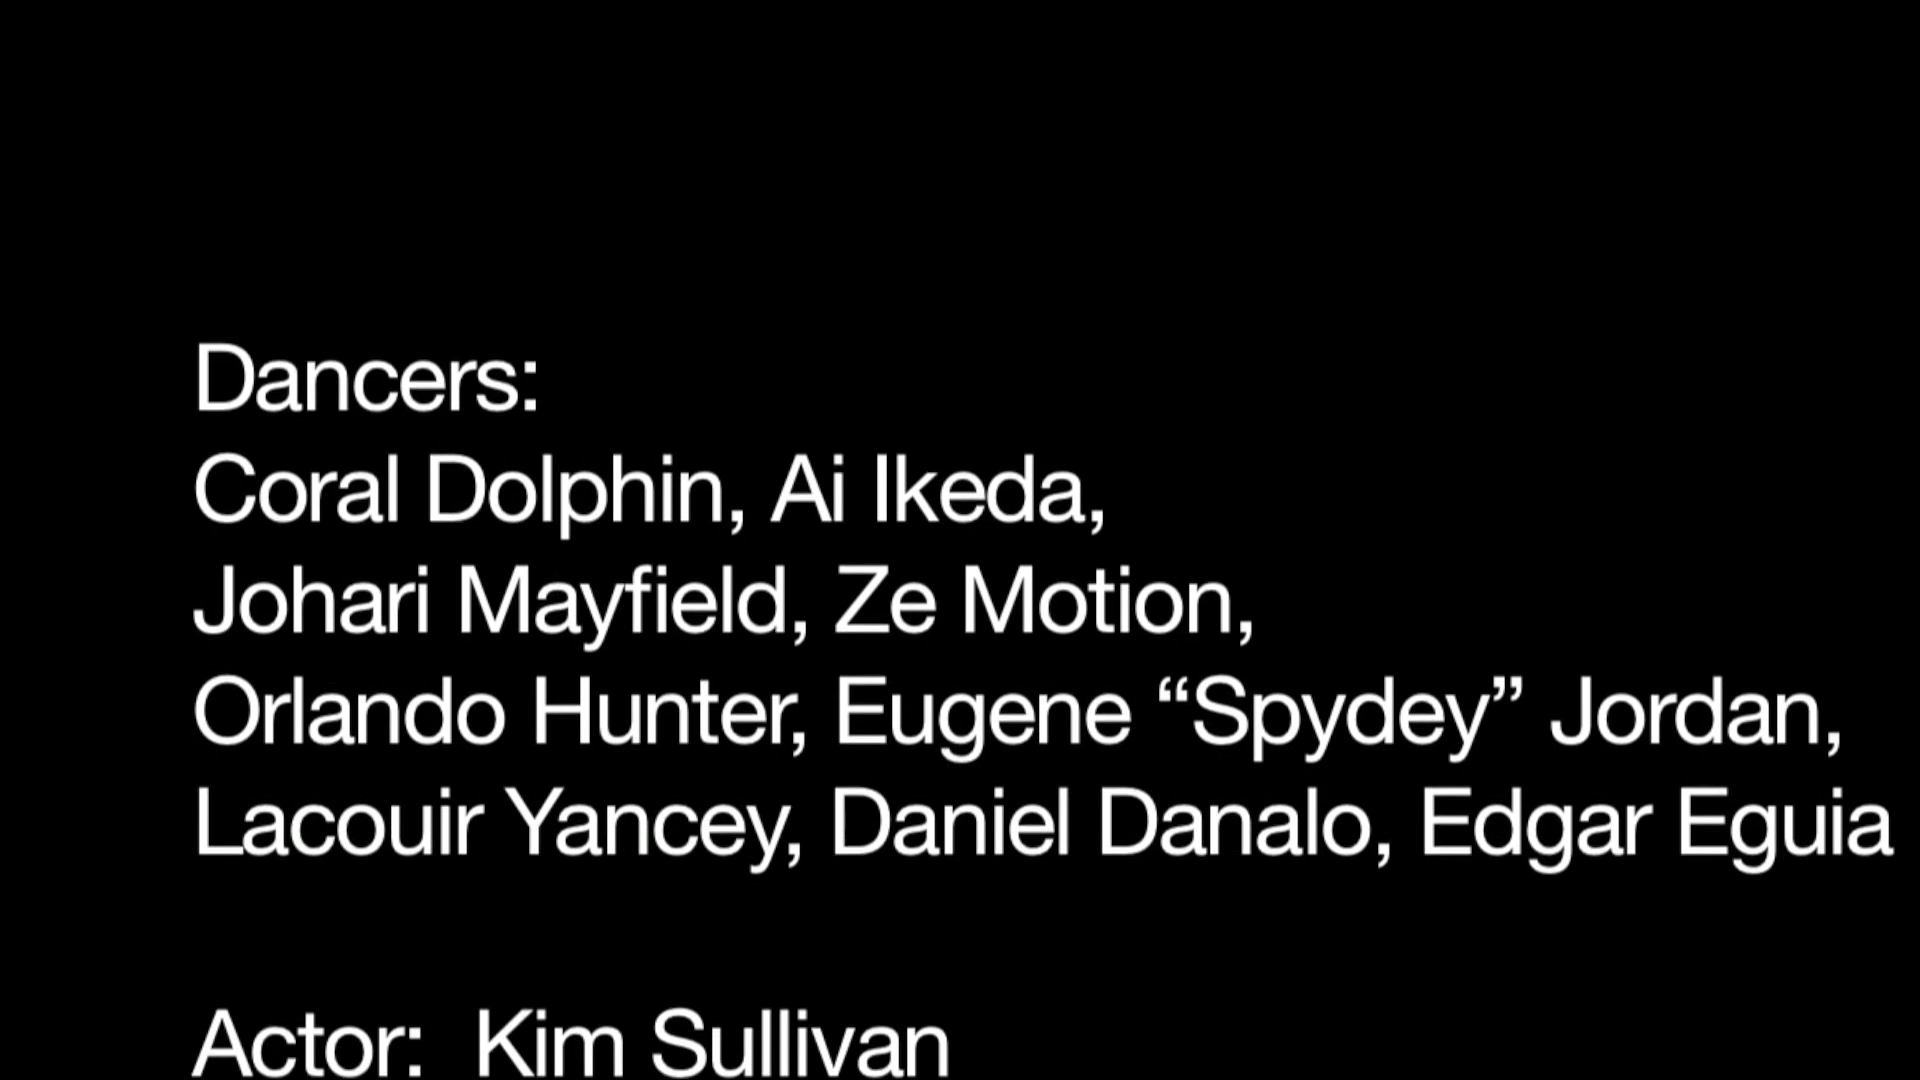 Dancers:
Coral Dolphin, Ai Ikeda,
Johari Mayfield, Ze Motion,
Orlando Hunter, Eugene “Spydey” Jordan,
Lacouir Yancey, Daniel Danalo, Edgar Eguia
Actor:  Kim Sullivan